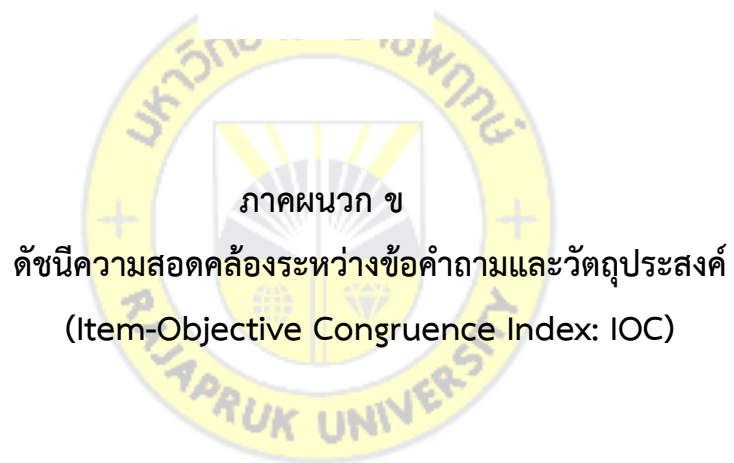 ภาคผนวก ข
ดัชนีความสอดคล้องระหว่างข้อคำถามและวัตถุประสงค์
(Item-Objective Congruence Index: IOC)
RAJAPRUK UNIVERSITY